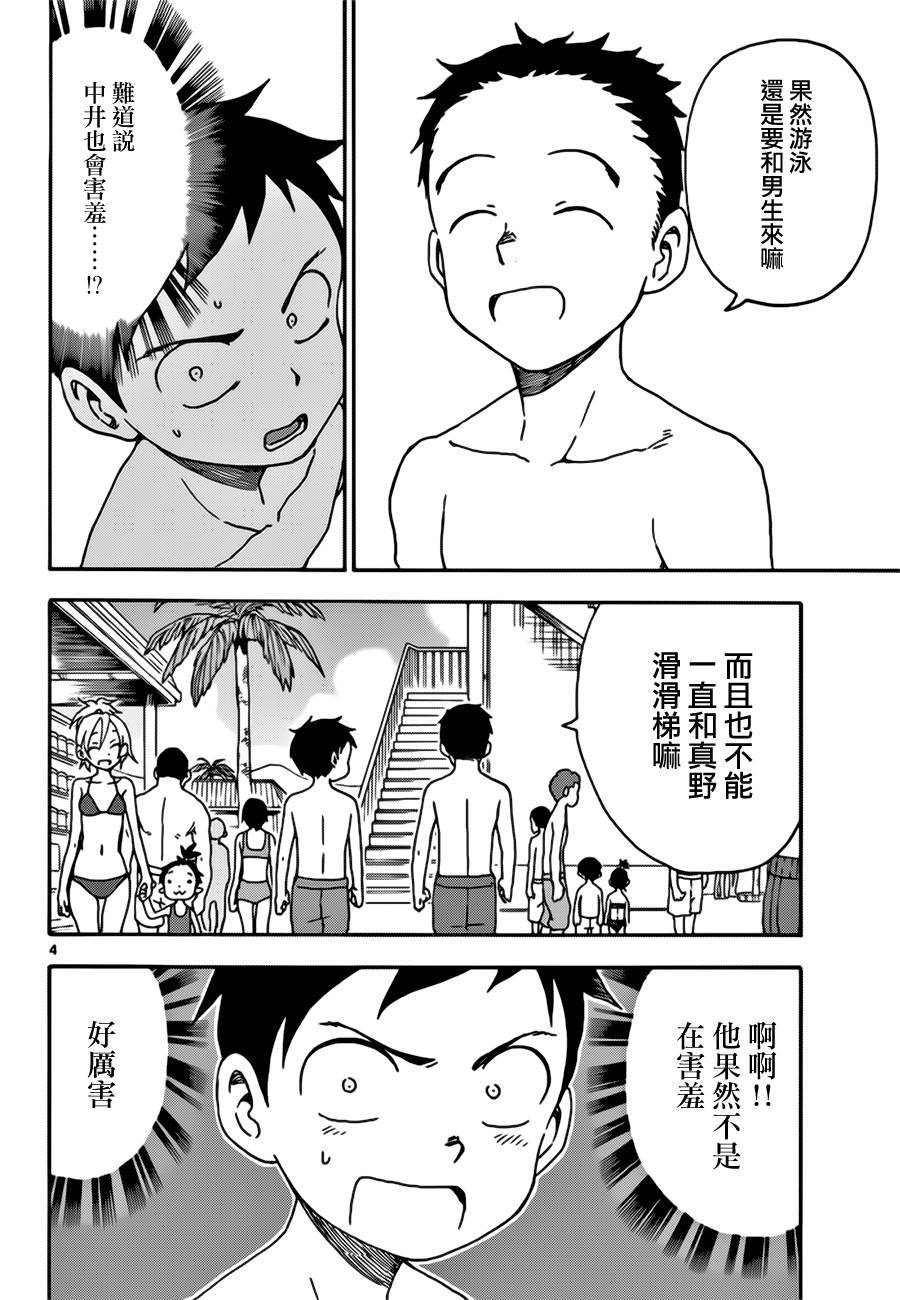 果然游泳
還是要和男生來嘛
難道説
中井也會害羞……!?
而且也不能
一直和真野
滑滑梯嘛
4
啊啊!!
他果然不是
在害羞
好厲害